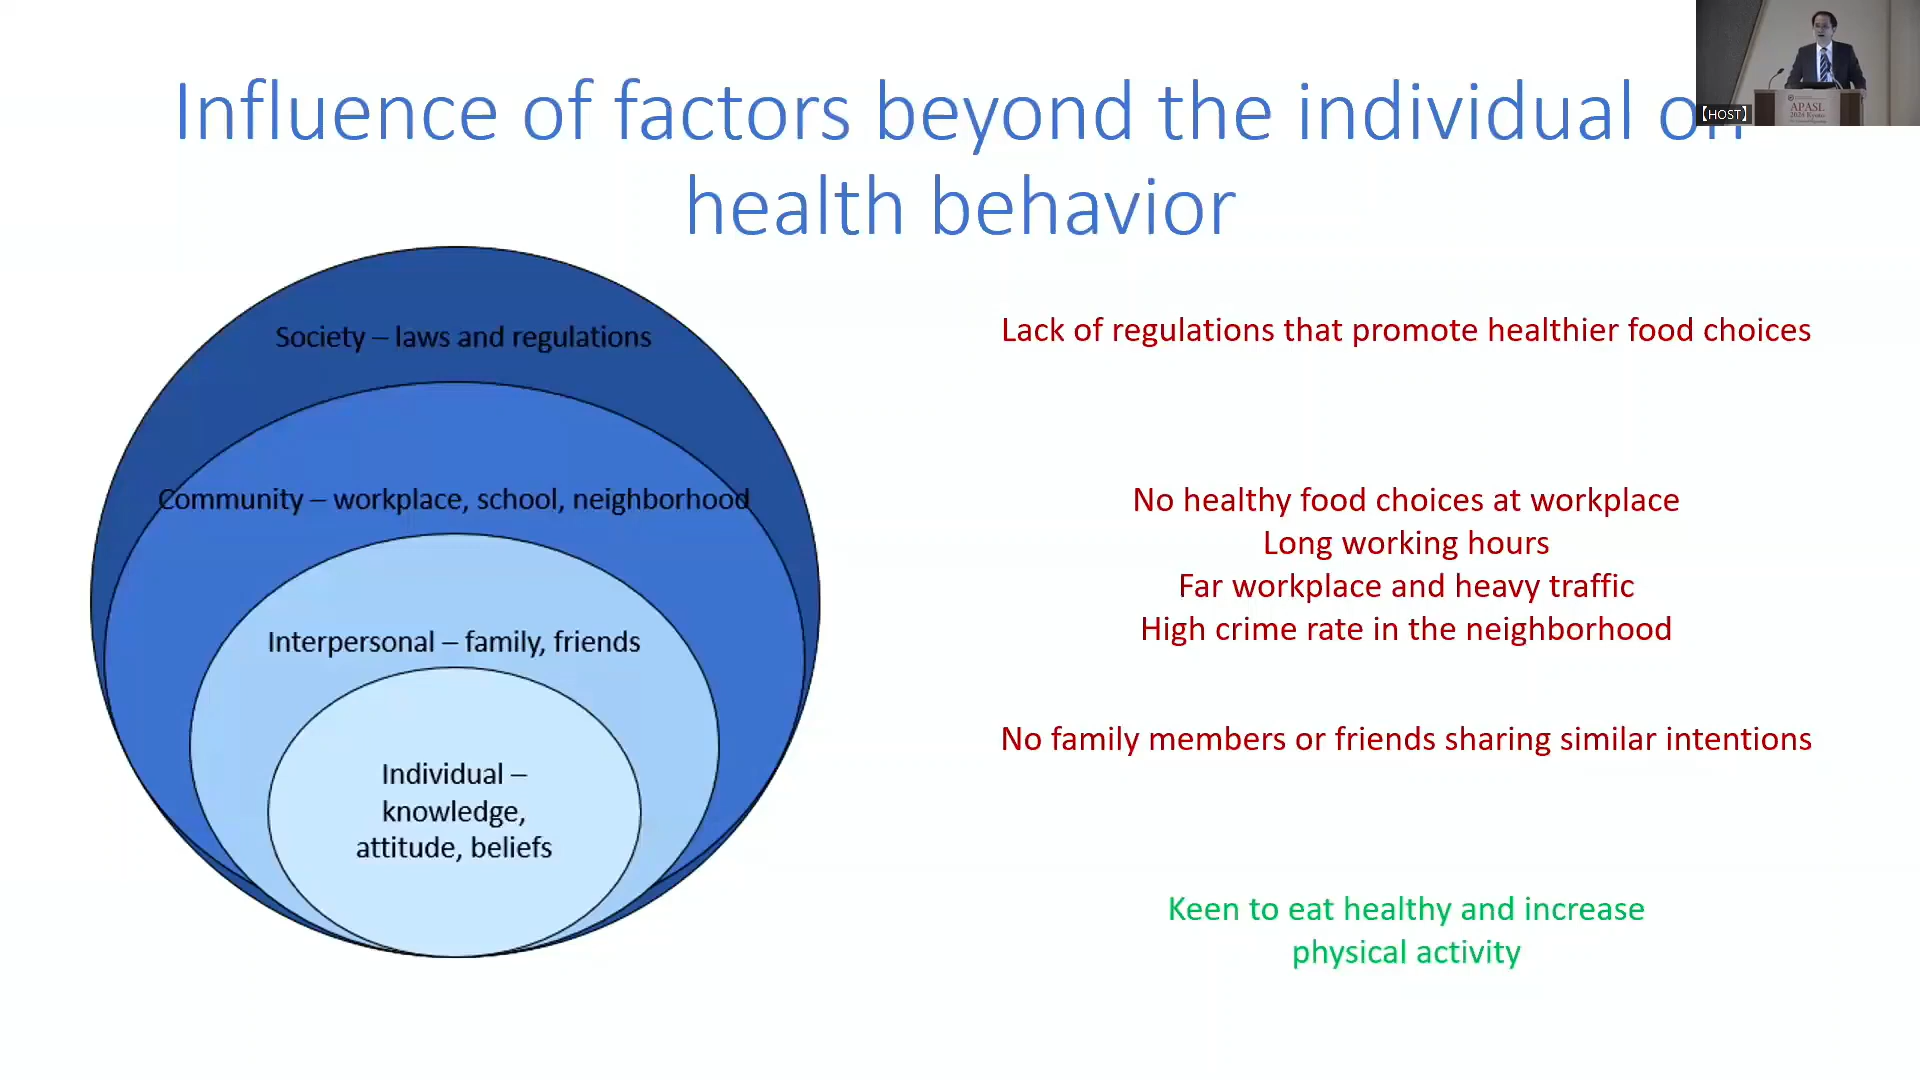 Influence of factors beyond the individual on
health behavior
【HOST】
APASL
2024 Kyoto
Society – laws and regulations
Lack of regulations that promote healthier food choices
Community – workplace, school, neighborhood
No healthy food choices at workplace
Long working hours
Far workplace and heavy traffic
High crime rate in the neighborhood
Interpersonal – family, friends
No family members or friends sharing similar intentions
Individual –
knowledge,
attitude, beliefs
Keen to eat healthy and increase
physical activity